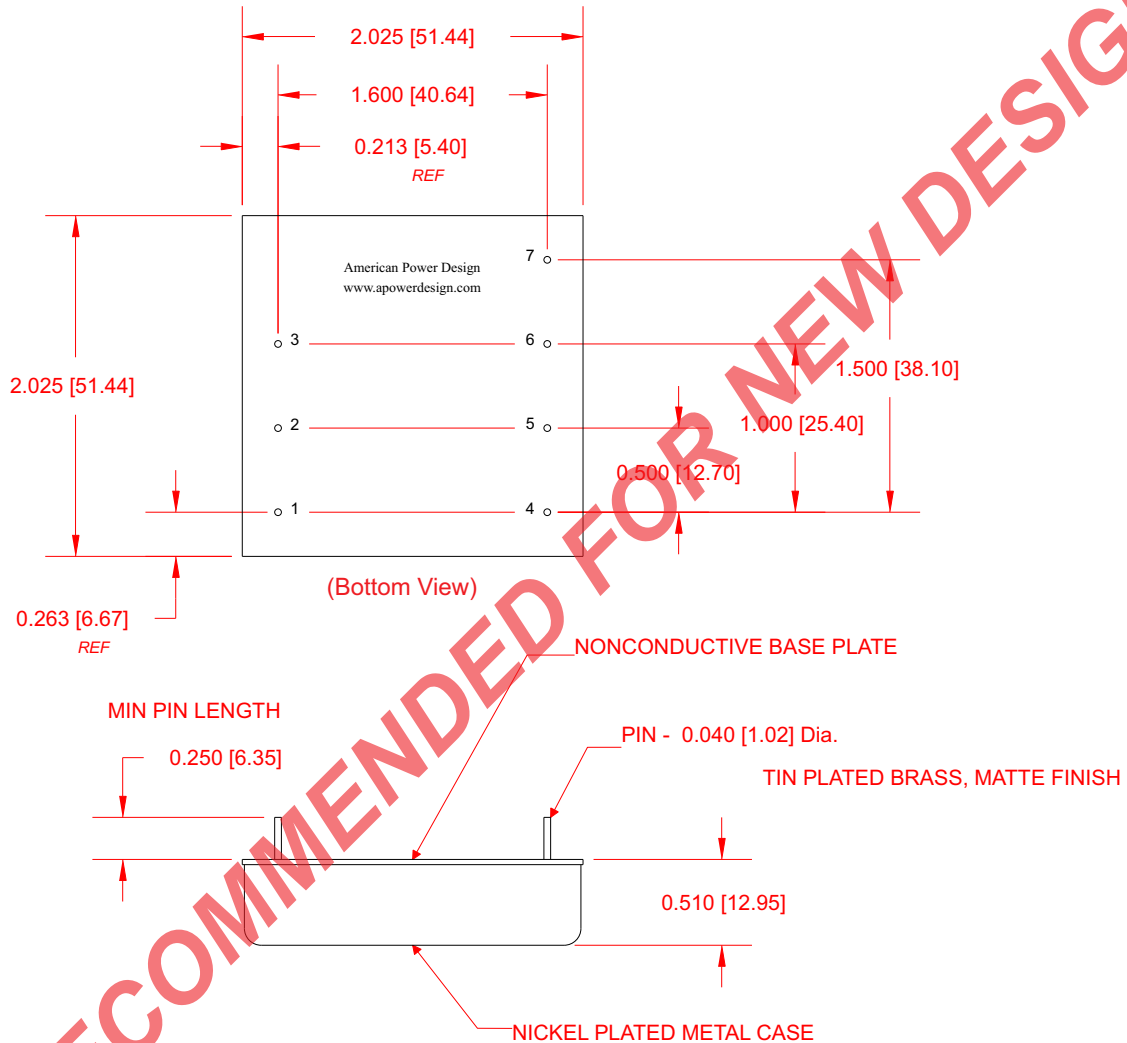 2.025 [51.44]
1.600 [40.64]
0.213 [5.40]
REF
American Power Design
www.apowerdesign.com
7
3
6
2
5
1
4
2.025 [51.44]
1.500 [38.10]
1.000 [25.40]
0.500 [12.70]
(Bottom View)
0.263 [6.67]
REF
NONCONDUCTIVE BASE PLATE
MIN PIN LENGTH
0.250 [6.35]
PIN - 0.040 [1.02] Dia.
TIN PLATED BRASS, MATTE FINISH
0.510 [12.95]
NICKEL PLATED METAL CASE
ECOMMENDED FOR NEW DESIG